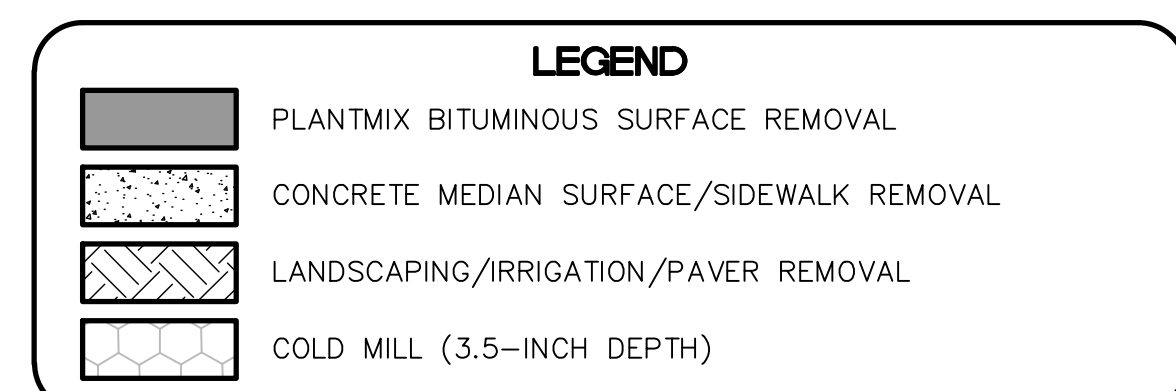 LEGEND
PLANTMIX BITUMINOUS SURFACE REMOVAL
CONCRETE MEDIAN SURFACE/SIDEWALK REMOVAL
LANDSCAPING/IRRIGATION/PAVER REMOVAL
COLD MILL (3.5-INCH DEPTH)